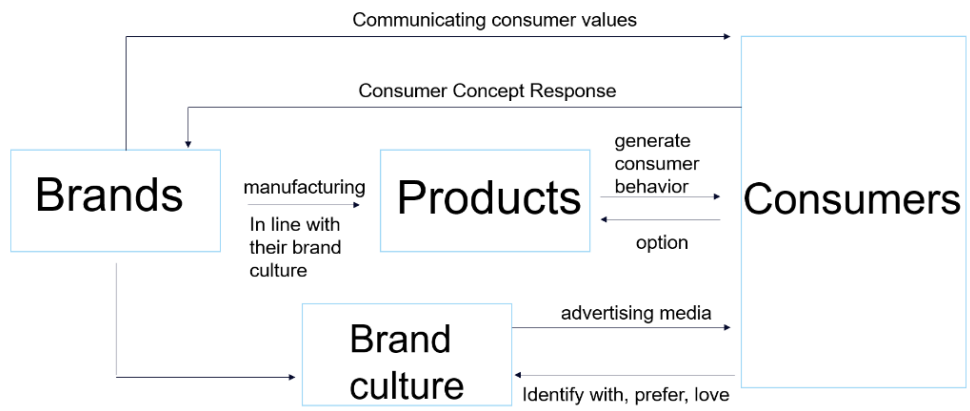 Communicating consumer values
Consumer Concept Response
Brands
manufacturing
In line with
their brand
culture
Products
generate
consumer
behavior
option
Consumers
Brand
culture
advertising media
Identify with, prefer, love